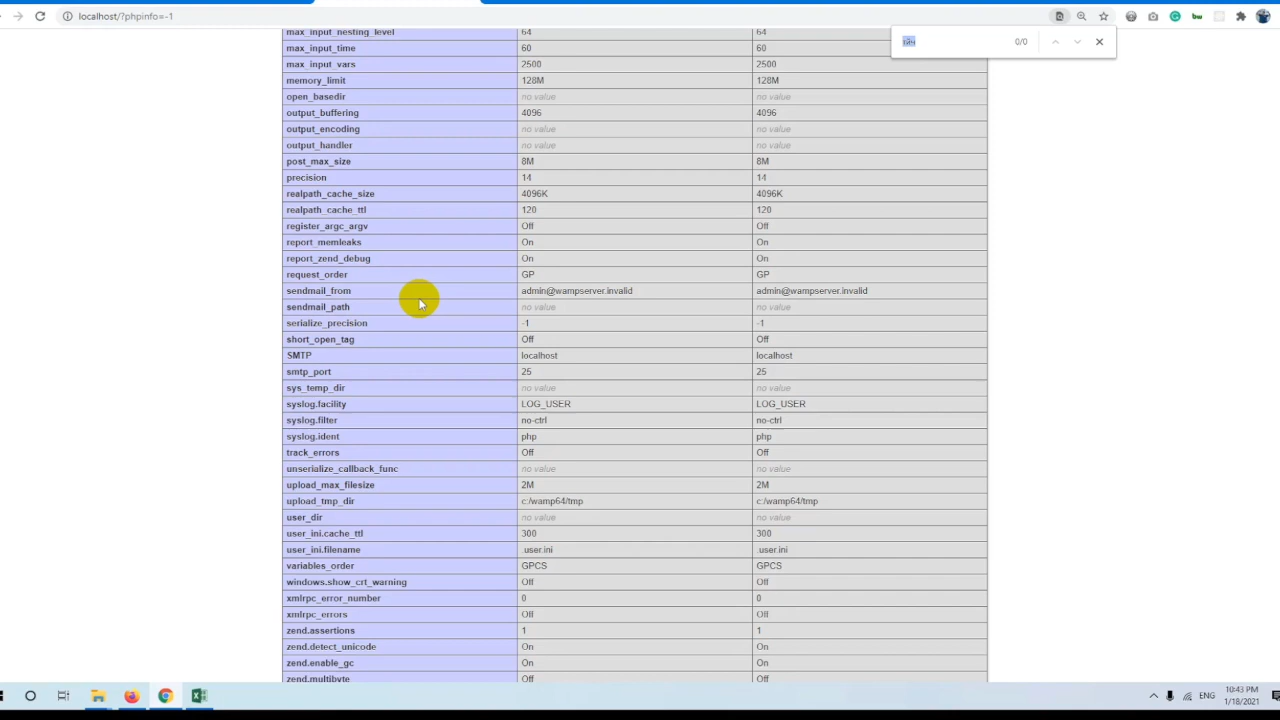 localhost/?phpinfo=-1
0/0
max_input_nesting_level 64 64
max_input_time 60 60
max_input_vars 2500 2500
memory_limit 128M 128M
open_basedir no value no value
output_buffering 4096 4096
output_encoding no value no value
output_handler no value no value
post_max_size 8M 8M
precision 14 14
realpath_cache_size 4096K 4096K
realpath_cache_ttl 120 120
register_argc_argv Off Off
report_memleaks On On
report_zend_debug On On
request_order GP GP
sendmail_from admin@wampserver.invalid admin@wampserver.invalid
sendmail_path no value no value
serialize_precision -1 -1
short_open_tag Off Off
SMTP localhost localhost
smtp_port 25 25
sys_temp_dir no value no value
syslog.facility LOG_USER LOG_USER
syslog.filter no-ctrl no-ctrl
syslog.ident php php
track_errors Off Off
unserialize_callback_func no value no value
upload_max_filesize 2M 2M
upload_tmp_dir c:/wamp64/tmp c:/wamp64/tmp
user_dir no value no value
user_ini.cache_ttl 300 300
user_ini.filename .user.ini .user.ini
variables_order GPCS GPCS
windows.show_crt_warning Off Off
xmlrpc_error_number 0 0
xmlrpc_errors Off Off
zend.assertions 1 1
zend.detect_unicode On On
zend.enable_gc On On
zend.multibyte Off Off
ENG
10:43 PM
1/18/2021